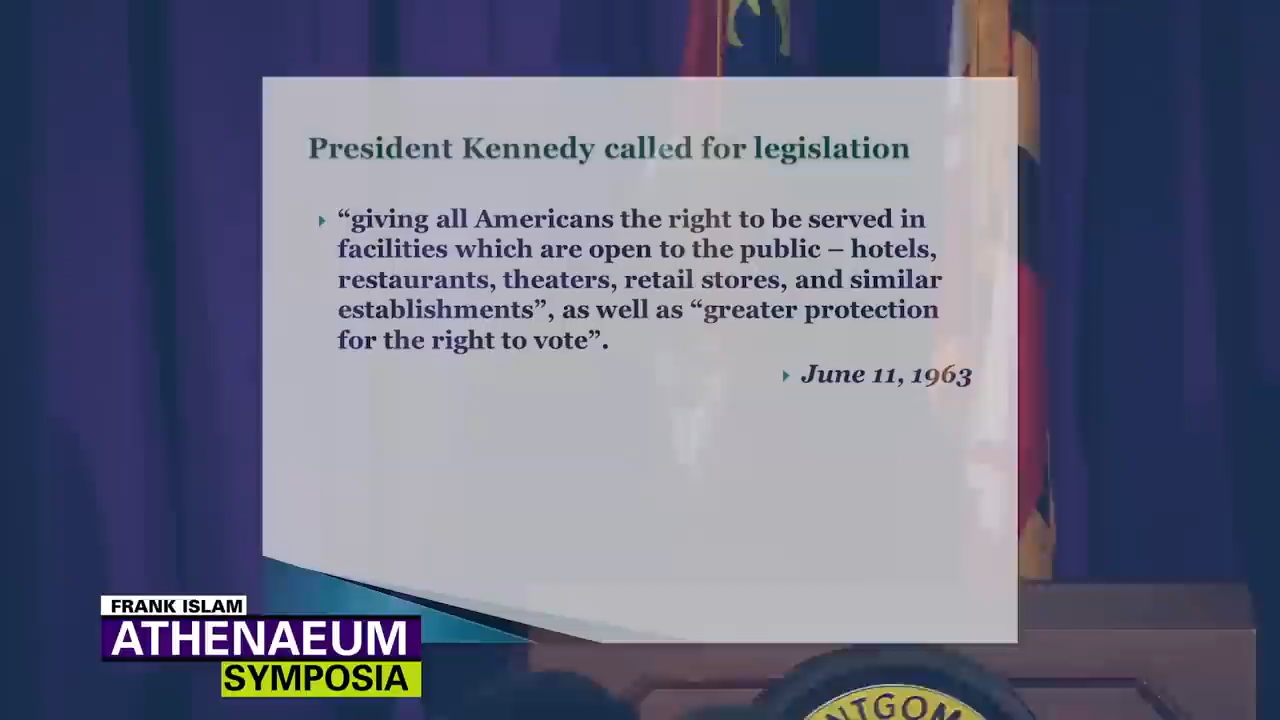 President Kennedy called for legislation
“giving all Americans the right to be served in
facilities which are open to the public – hotels,
restaurants, theaters, retail stores, and similar
establishments”, as well as “greater protection
for the right to vote”.
June 11, 1963
FRANK ISLAM
ATHENAEUM
SYMPOSIA